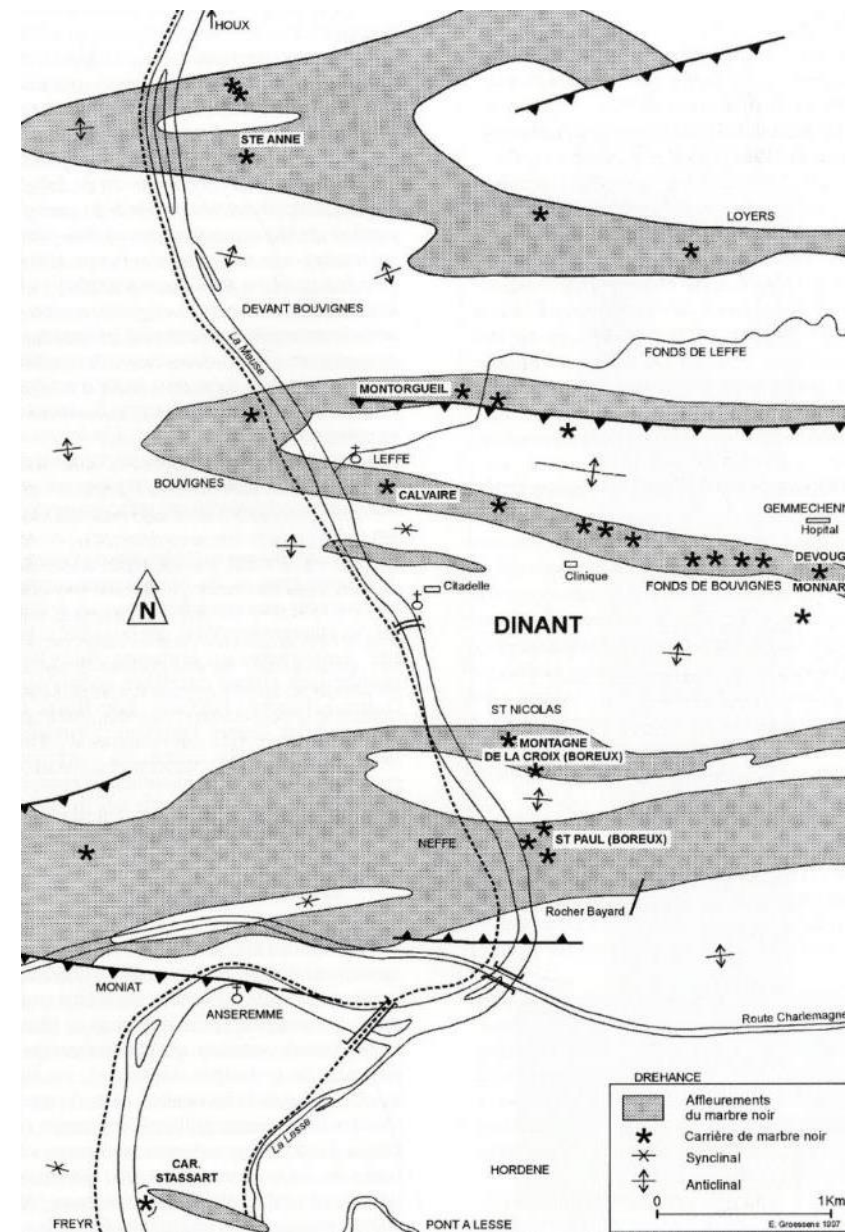 HOUX
STE ANNE
LOYERS
DEVANT BOUVIGNES
La Meuse
FONDS DE LEFFE
MONTORGUEIL
LEFFE
BOUVIGNES
CALVAIRE
GEMMECHENN
Hopital
DEVOUG
Clinique
FONDS DE BOUVIGNES
MONNAR
Citadelle
N
DINANT
ST NICOLAS
MONTAGNE
DE LA CROIX (BOREUX)
NEFFE
ST PAUL (BOREUX)
Rocher Bayard
MONIAT
ANSEREMME
Route Charlemagne
La Lesse
DREHANCE
Affleurements
du marbre noir
Carrière de marbre noir
Synclinal
Anticlinal
0 1Km
E. Groessens 1997
CAR.
STASSART
HORDENE
FREYR
PONT A LESSE